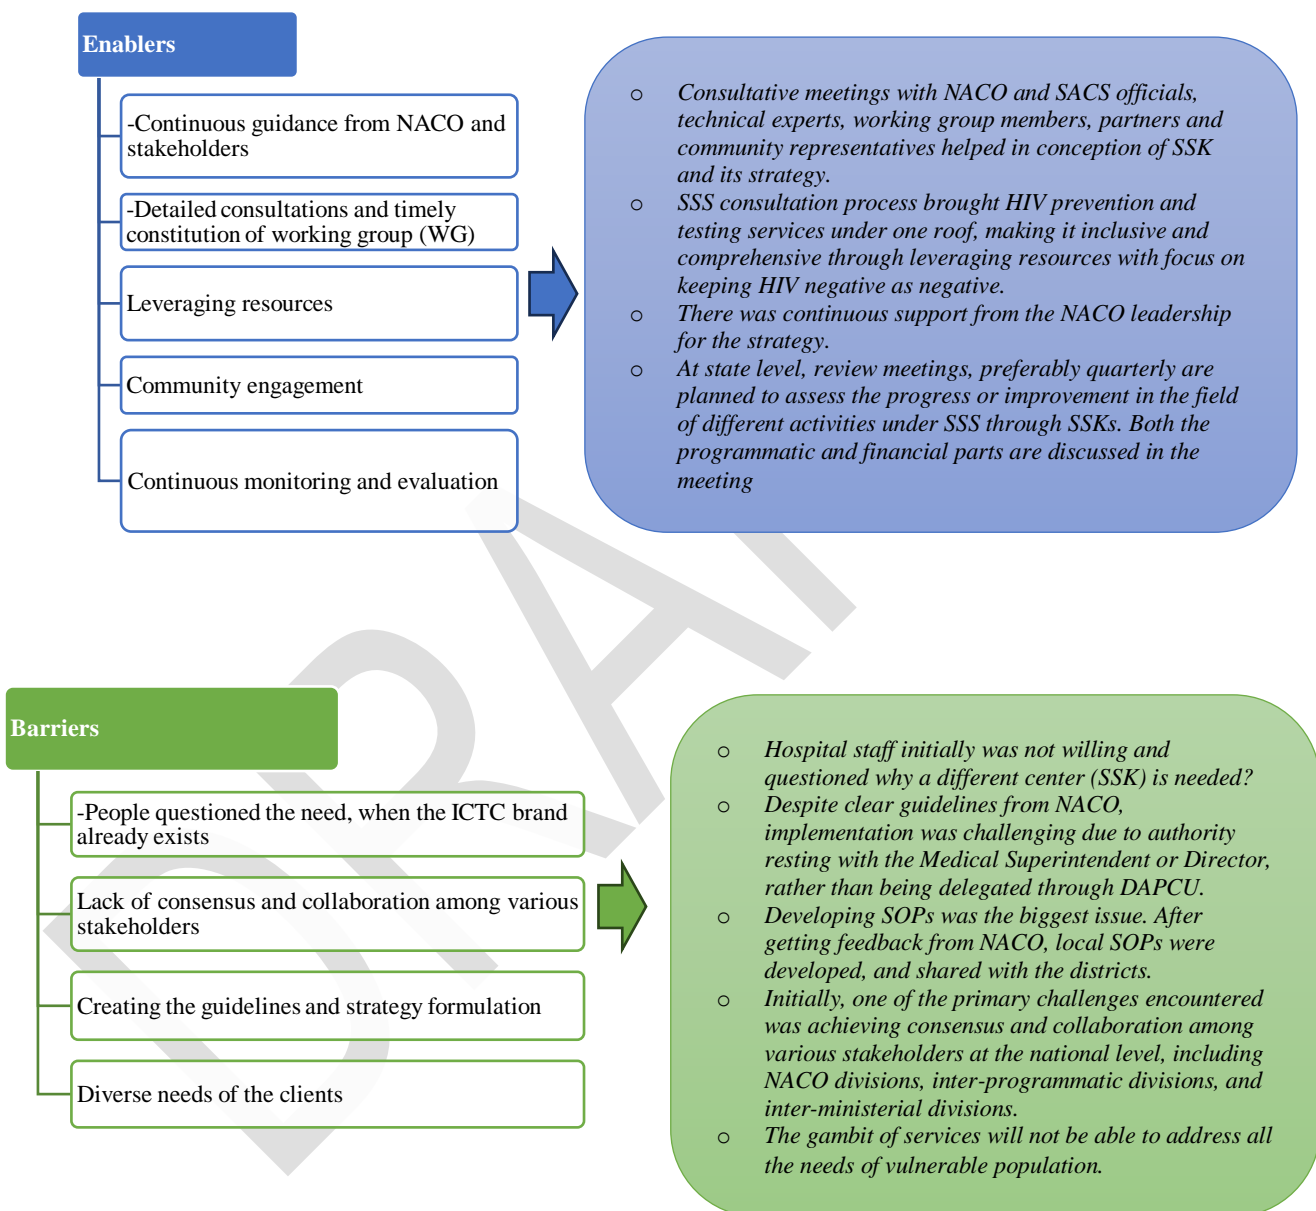 Enablers
-Continuous guidance from NACO and
stakeholders
-Detailed consultations and timely
constitution of working group (WG)
Leveraging resources
Community engagement
Continuous monitoring and evaluation
o Consultative meetings with NACO and SACS officials,
technical experts, working group members, partners and
community representatives helped in conception of SSK
and its strategy.
o SSS consultation process brought HIV prevention and
testing services under one roof, making it inclusive and
comprehensive through leveraging resources with focus on
keeping HIV negative as negative.
o There was continuous support from the NACO leadership
for the strategy.
o At state level, review meetings, preferably quarterly are
planned to assess the progress or improvement in the field
of different activities under SSS through SSKs. Both the
programmatic and financial parts are discussed in the
meeting
DRAF
Barriers
-People questioned the need, when the ICTC brand
already exists
Lack of consensus and collaboration among various
stakeholders
Creating the guidelines and strategy formulation
Diverse needs of the clients
o Hospital staff initially was not willing and
questioned why a different center (SSK) is needed?
o Despite clear guidelines from NACO,
implementation was challenging due to authority
resting with the Medical Superintendent or Director,
rather than being delegated through DAPCU.
o Developing SOPs was the biggest issue. After
getting feedback from NACO, local SOPs were
developed, and shared with the districts.
o Initially, one of the primary challenges encountered
was achieving consensus and collaboration among
various stakeholders at the national level, including
NACO divisions, inter-programmatic divisions, and
inter-ministerial divisions.
o The gambit of services will not be able to address all
the needs of vulnerable population.